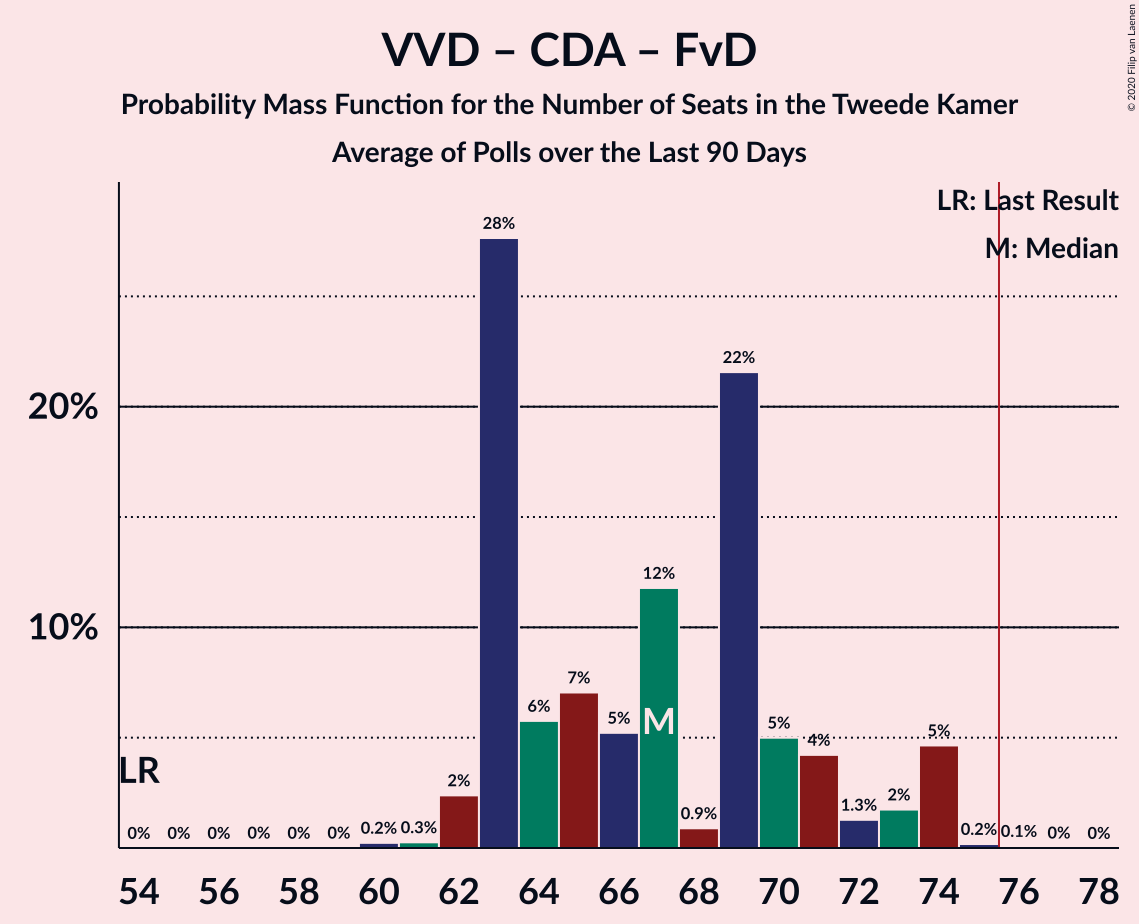 VVD – CDA – FvD
Probability Mass Function for the Number of Seats in the Tweede Kamer
Average of Polls over the Last 90 Days
© 2020 Filip van Laenen
LR: Last Result
M: Median
28%
22%
20%
12%
10%
7%
6%
5%
M
5%
4%
5%
LR
2%
1.3%
2%
0% 0% 0% 0% 0% 0% 0.2% 0.3% 0.9% 0.2% 0.1% 0% 0%
54 56 58 60 62 64 66 68 70 72 74 76 78